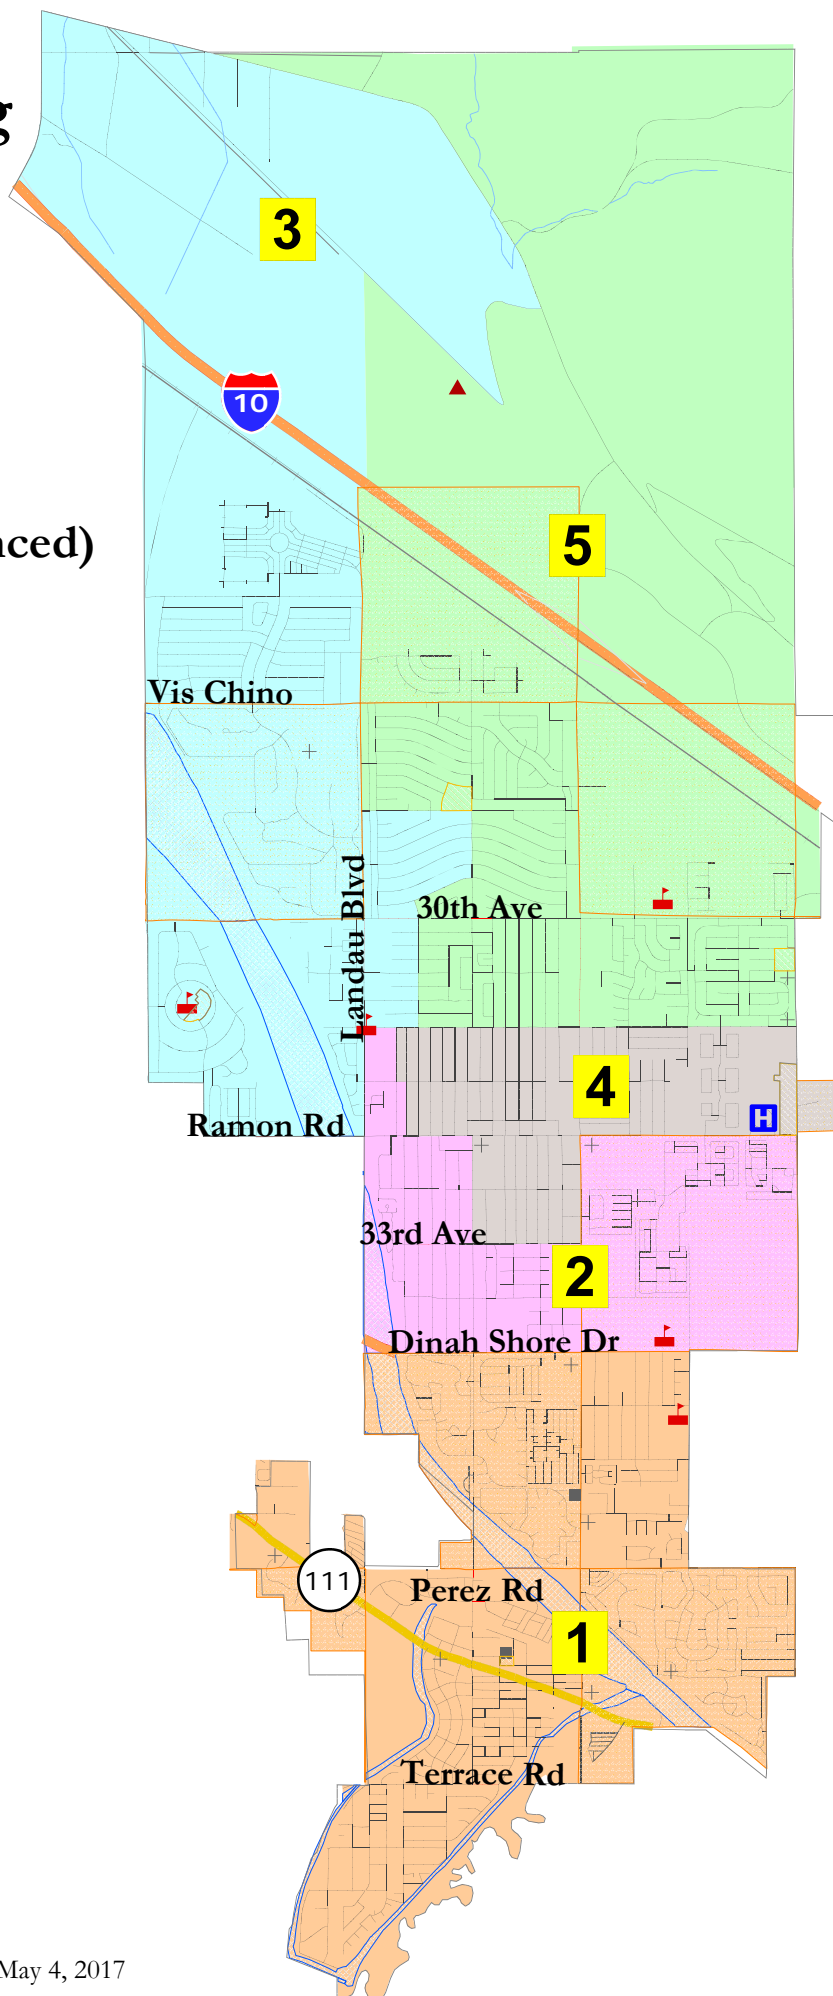 g
3
10
nced)
5
Vis Chino
Landau Blvd
30th Ave
4
H
Ramon Rd
33rd Ave
2
Dinah Shore Dr
111
Perez Rd
1
Terrace Rd
May 4, 2017